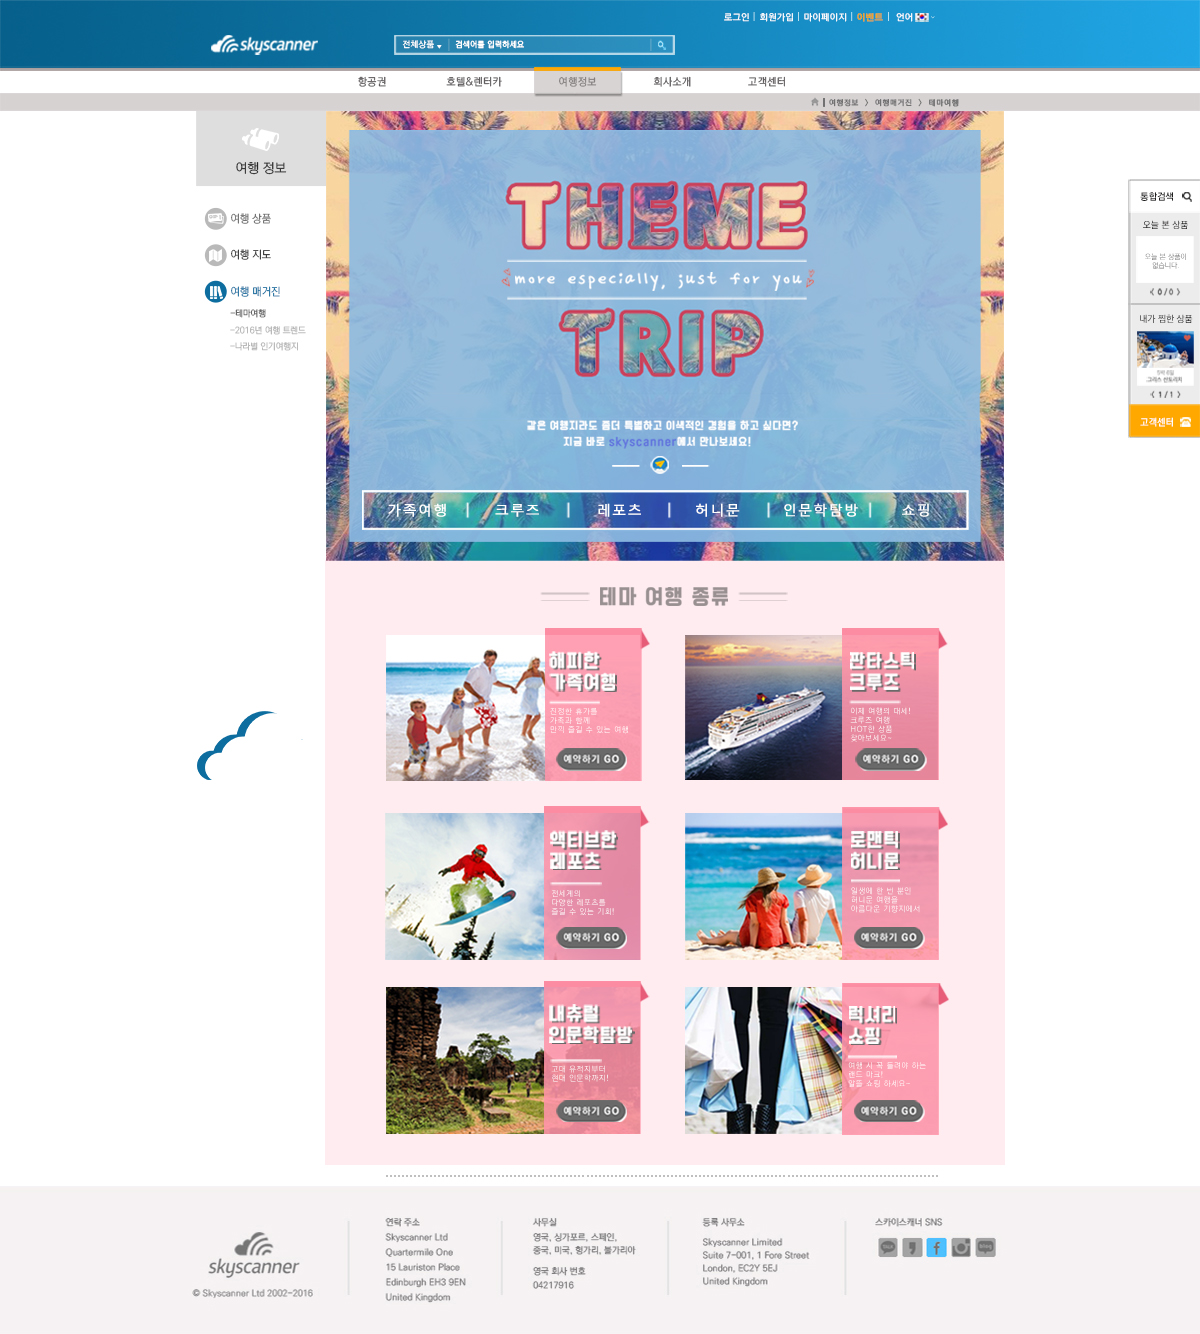 로그인 | 회원가입 | 마이페이지 | 이벤트 | 언어
skyscanner
전체상품 검색어를 입력하세요
항공권 호텔&렌터카 여행정보 회사소개 고객센터
여행정보 > 여행매거진 > 테마여행
여행 정보
여행 상품
여행 지도
여행 매거진
-테마여행
-2016년 여행 트렌드
-나라별 인기여행지
THEME
more especially, just for you
TRIP
같은 여행지라도 좀더 특별하고 이색적인 경험을 하고 싶다면?
지금 바로 skyscanner에서 만나보세요!
가족여행 | 크루즈 | 레포츠 | 허니문 | 인문학탐방 | 쇼핑
통합검색
오늘 본 상품
오늘 본 상품이
없습니다.
< 0 / 0 >
내가 찜한 상품
그리스 산토리니
< 1 / 1 >
고객센터
테마 여행 종류
해피한
가족여행
진정한 휴가를
가족과 함께
만끽 즐길 수 있는 여행
예약하기 GO
판타스틱
크루즈
이제 여행의 대세!
크루즈 여행
HOT한 상품
찾아보세요~
예약하기 GO
액티브한
레포츠
전세계의
다양한 레포츠를
즐길 수 있는 기회!
예약하기 GO
로맨틱
허니문
일생에 한 번 뿐인
허니문 여행을
아름다운 기행지에서
예약하기 GO
내츄럴
인문학탐방
고대 유적지부터
현대 인문학까지!
예약하기 GO
럭셔리
쇼핑
여행 시 꼭 들려야 하는
랜드 마크!
알뜰 쇼핑 하세요~
예약하기 GO
skyscanner
© Skyscanner Ltd 2002-2016
연락 주소
Skyscanner Ltd
Quartermile One
15 Lauriston Place
Edinburgh EH3 9EN
United Kingdom
사무실
영국, 싱가포르, 스페인,
중국, 미국, 헝가리, 불가리아
영국 회사 번호
04217916
등록 사무소
Skyscanner Limited
Suite 7-001, 1 Fore Street
London, EC2Y 5EJ
United Kingdom
스카이스캐너 SNS